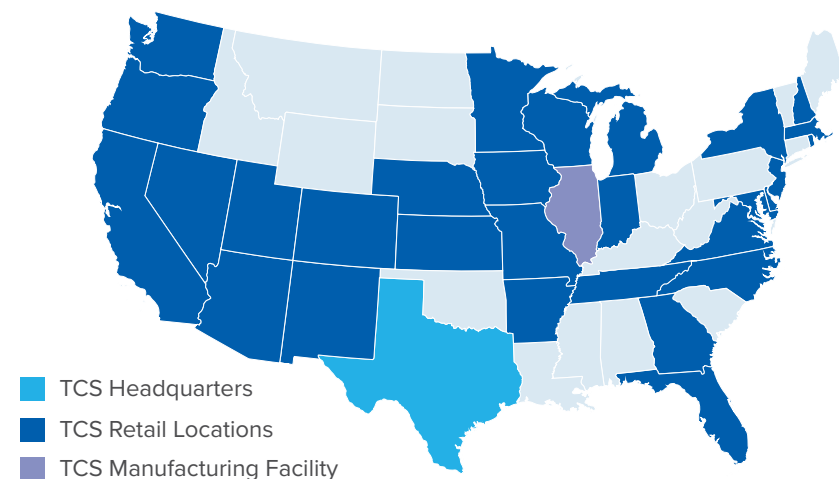 TCS Headquarters
TCS Retail Locations
TCS Manufacturing Facility